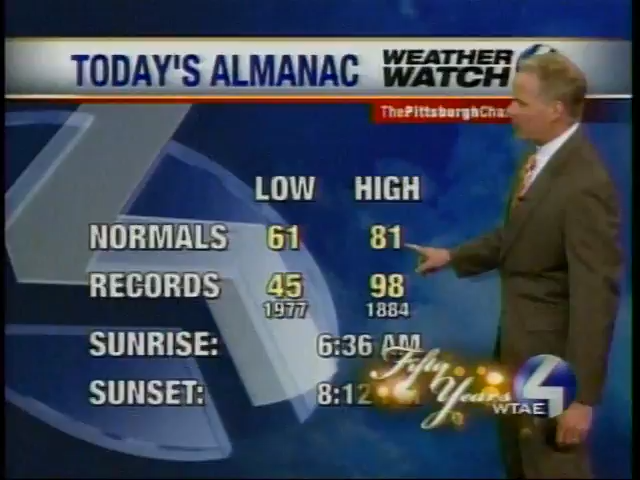 TODAY'S ALMANAC
WEATHER
WATCH
ThePittsburghCha
LOW HIGH
NORMALS 61 81
RECORDS 45 98
1977 1884
SUNRISE: 6:36 AM
SUNSET: 8:12
Fifty
Years
4
WTAE